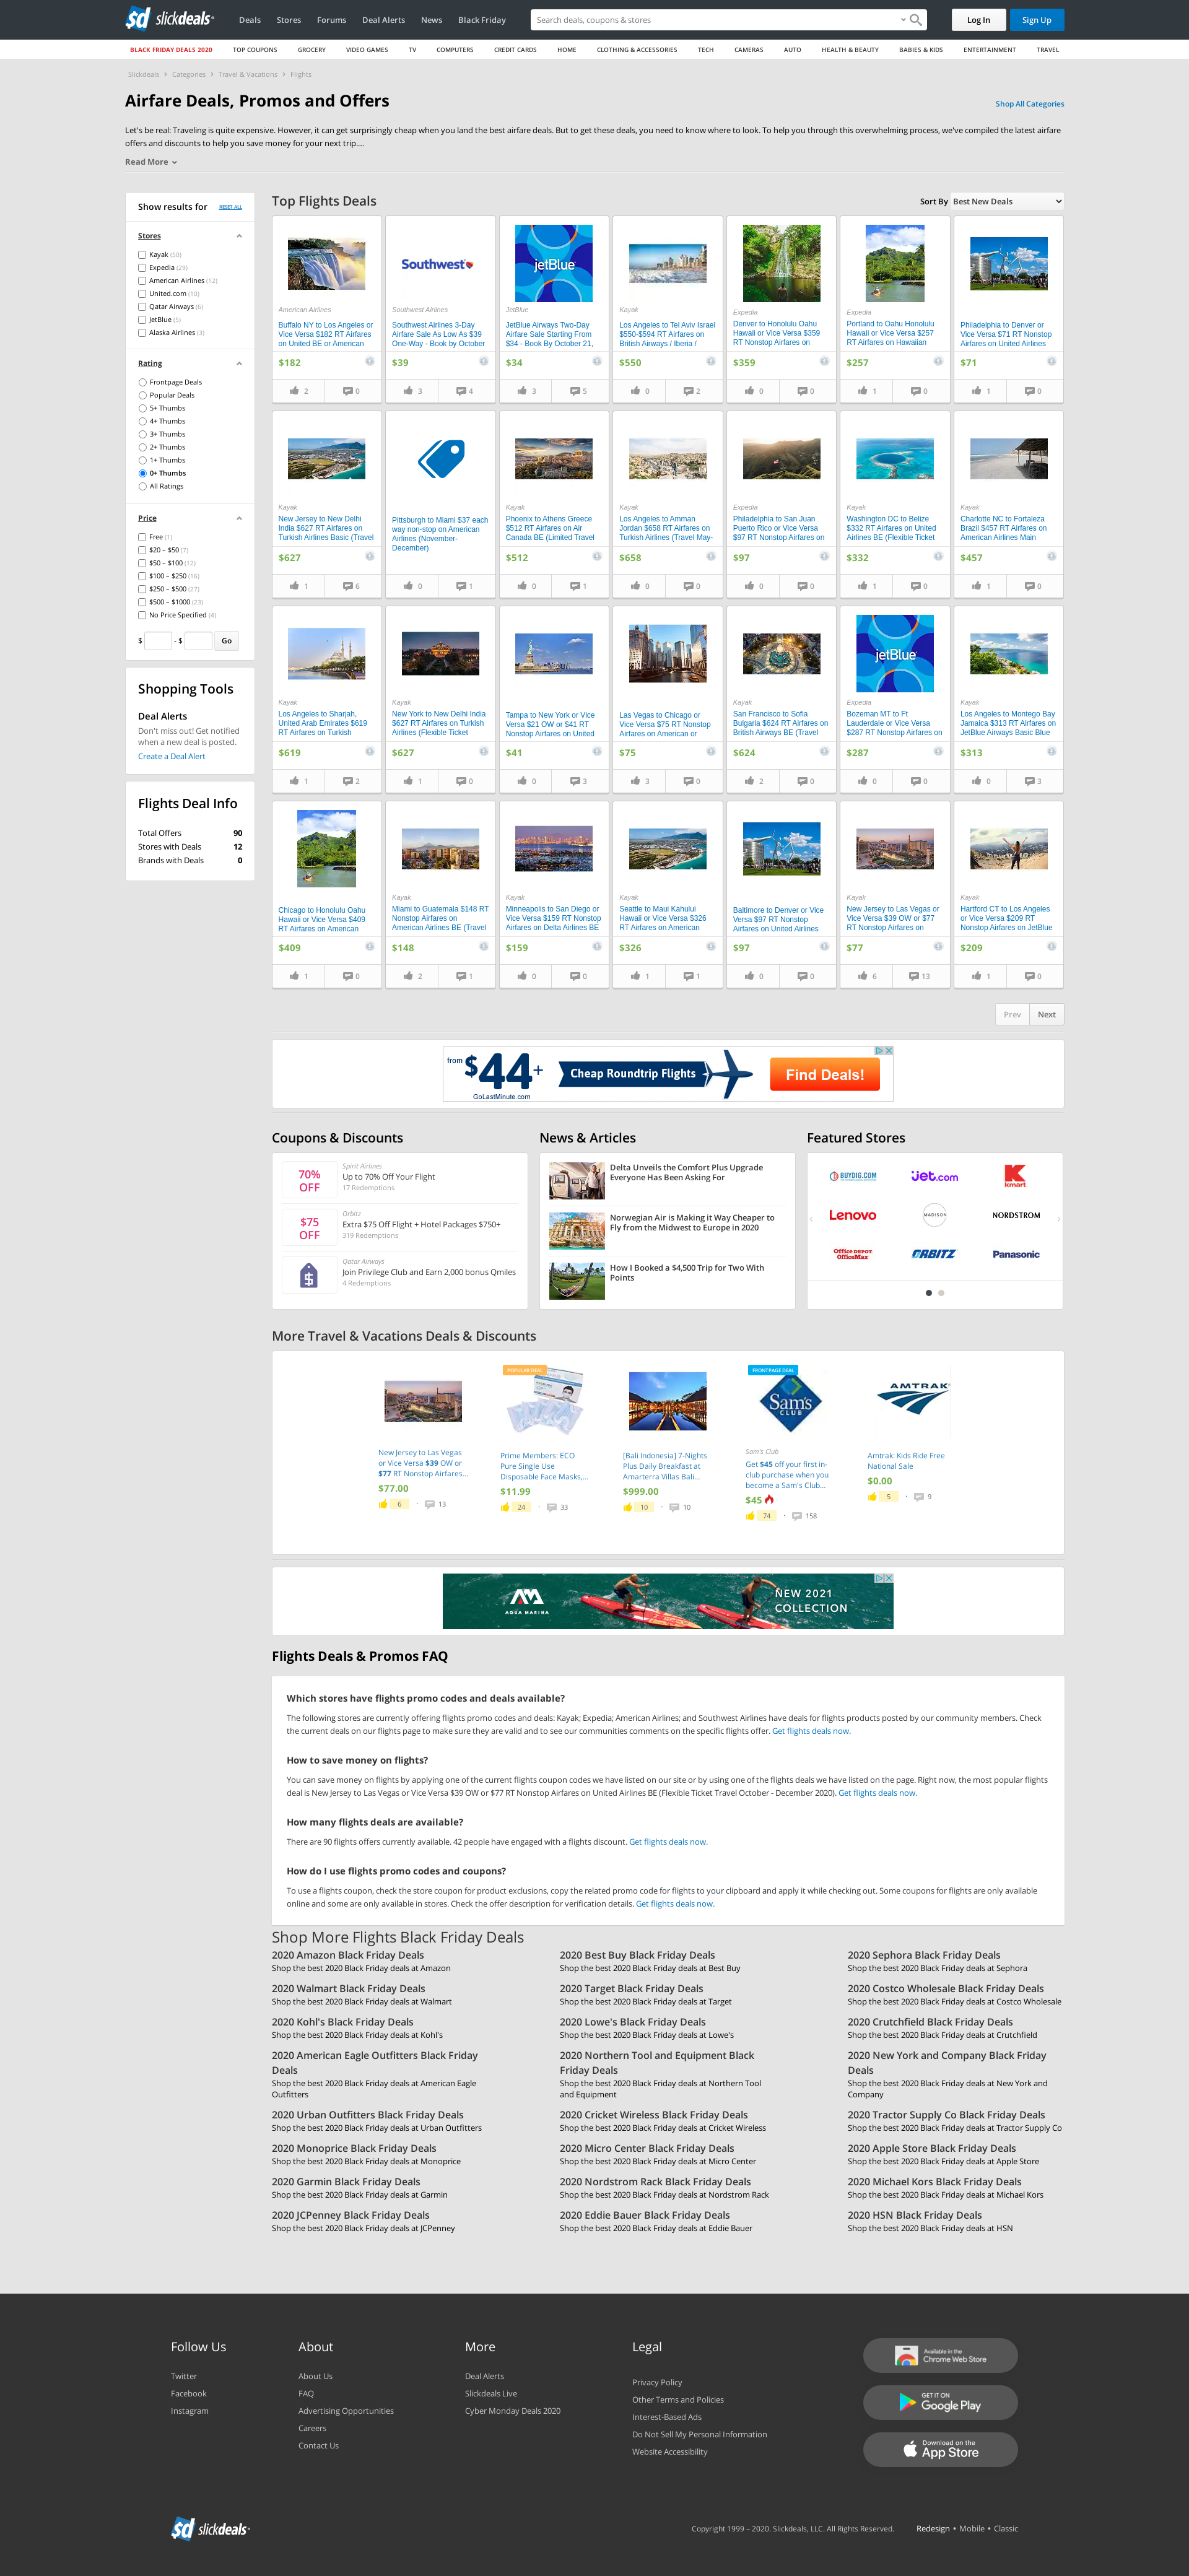 sd slickdeals
Deals
Stores
Forums
Deal Alerts
News
Black Friday
Search deals, coupons & stores
Log In
Sign Up
BLACK FRIDAY DEALS 2020
TOP COUPONS
GROCERY
VIDEO GAMES
TV
COMPUTERS
CREDIT CARDS
HOME
CLOTHING & ACCESSORIES
TECH
CAMERAS
AUTO
HEALTH & BEAUTY
BABIES & KIDS
ENTERTAINMENT
TRAVEL
Slickdeals > Categories > Travel & Vacations > Flights
Airfare Deals, Promos and Offers
Shop All Categories
Let's be real: Traveling is quite expensive. However, it can get surprisingly cheap when you land the best airfare deals. But to get these deals, you need to know where to look. To help you through this overwhelming process, we've compiled the latest airfare
offers and discounts to help you save money for your next trip....
Read More
Show results for
RESET ALL
Stores
Kayak (50)
Expedia (29)
American Airlines (12)
United.com (10)
Qatar Airways (6)
JetBlue (5)
Alaska Airlines (3)
Rating
Frontpage Deals
Popular Deals
5+ Thumbs
4+ Thumbs
3+ Thumbs
2+ Thumbs
1+ Thumbs
0+ Thumbs
All Ratings
Price
Free (1)
$20 – $50 (7)
$50 – $100 (12)
$100 – $250 (16)
$250 – $500 (27)
$500 – $1000 (23)
No Price Specified (4)
$ - $ Go
Shopping Tools
Deal Alerts
Don't miss out! Get notified
when a new deal is posted.
Create a Deal Alert
Flights Deal Info
Total Offers 90
Stores with Deals 12
Brands with Deals 0
Top Flights Deals
Sort By Best New Deals
American Airlines
Buffalo NY to Los Angeles or
Vice Versa $182 RT Airfares
on United BE or American
$182
2 0
Southwest
Southwest Airlines
Southwest Airlines 3-Day
Airfare Sale As Low As $39
One-Way - Book by October
$39
3 4
jetBlue
JetBlue
JetBlue Airways Two-Day
Airfare Sale Starting From
$34 - Book By October 21,
$34
3 5
Kayak
Los Angeles to Tel Aviv Israel
$550-$594 RT Airfares on
British Airways / Iberia /
$550
0 2
Expedia
Denver to Honolulu Oahu
Hawaii or Vice Versa $359
RT Nonstop Airfares on
$359
0 0
Expedia
Portland to Oahu Honolulu
Hawaii or Vice Versa $257
RT Airfares on Hawaiian
$257
1 0
Philadelphia to Denver or
Vice Versa $71 RT Nonstop
Airfares on United Airlines
$71
1 0
Kayak
New Jersey to New Delhi
India $627 RT Airfares on
Turkish Airlines Basic (Travel
$627
1 6
Pittsburgh to Miami $37 each
way non-stop on American
Airlines (November-
December)
0 1
Kayak
Phoenix to Athens Greece
$512 RT Airfares on Air
Canada BE (Limited Travel
$512
0 1
Kayak
Los Angeles to Amman
Jordan $658 RT Airfares on
Turkish Airlines (Travel May-
$658
0 0
Expedia
Philadelphia to San Juan
Puerto Rico or Vice Versa
$97 RT Nonstop Airfares on
$97
0 0
Kayak
Washington DC to Belize
$332 RT Airfares on United
Airlines BE (Flexible Ticket
$332
1 0
Kayak
Charlotte NC to Fortaleza
Brazil $457 RT Airfares on
American Airlines Main
$457
1 0
Kayak
Los Angeles to Sharjah,
United Arab Emirates $619
RT Airfares on Turkish
$619
1 2
Kayak
New York to New Delhi India
$627 RT Airfares on Turkish
Airlines (Flexible Ticket
$627
1 0
Tampa to New York or Vice
Versa $21 OW or $41 RT
Nonstop Airfares on United
$41
0 3
Las Vegas to Chicago or
Vice Versa $75 RT Nonstop
Airfares on American or
$75
3 0
Kayak
San Francisco to Sofia
Bulgaria $624 RT Airfares on
British Airways BE (Travel
$624
2 0
jetBlue
Expedia
Bozeman MT to Ft
Lauderdale or Vice Versa
$287 RT Nonstop Airfares on
$287
0 0
Kayak
Los Angeles to Montego Bay
Jamaica $313 RT Airfares on
JetBlue Airways Basic Blue
$313
0 3
Chicago to Honolulu Oahu
Hawaii or Vice Versa $409
RT Airfares on American
$409
1 0
Kayak
Miami to Guatemala $148 RT
Nonstop Airfares on
American Airlines BE (Travel
$148
2 1
Kayak
Minneapolis to San Diego or
Vice Versa $159 RT Nonstop
Airfares on Delta Airlines BE
$159
0 0
Kayak
Seattle to Maui Kahului
Hawaii or Vice Versa $326
RT Airfares on American
$326
1 1
Baltimore to Denver or Vice
Versa $97 RT Nonstop
Airfares on United Airlines
$97
0 0
Kayak
New Jersey to Las Vegas or
Vice Versa $39 OW or $77
RT Nonstop Airfares on
$77
6 13
Kayak
Hartford CT to Los Angeles
or Vice Versa $209 RT
Nonstop Airfares on JetBlue
$209
1 0
Prev Next
from $44+
GoLastMinute.com
Cheap Roundtrip Flights
Find Deals!
Coupons & Discounts
70% OFF
Spirit Airlines
Up to 70% Off Your Flight
17 Redemptions
$75 OFF
Orbitz
Extra $75 Off Flight + Hotel Packages $750+
319 Redemptions
Qatar Airways
Join Privilege Club and Earn 2,000 bonus Qmiles
4 Redemptions
News & Articles
Delta Unveils the Comfort Plus Upgrade
Everyone Has Been Asking For
Norwegian Air is Making it Way Cheaper to
Fly from the Midwest to Europe in 2020
How I Booked a $4,500 Trip for Two With
Points
Featured Stores
BUYDIG.COM
jet.com
kmart
Lenovo
MADISON
NORDSTROM
Office DEPOT OfficeMax
ORBITZ
Panasonic
More Travel & Vacations Deals & Discounts
New Jersey to Las Vegas
or Vice Versa $39 OW or
$77 RT Nonstop Airfares...
$77.00
6 · 13
POPULAR DEAL
Prime Members: ECO
Pure Single Use
Disposable Face Masks,...
$11.99
24 · 33
[Bali Indonesia] 7-Nights
Plus Daily Breakfast at
Amarterra Villas Bali...
$999.00
10 · 10
FRONTPAGE DEAL
Sam's CLUB
Sam's Club
Get $45 off your first in-
club purchase when you
become a Sam's Club...
$45
74 · 158
AMTRAK
Amtrak: Kids Ride Free
National Sale
$0.00
5 · 9
AQUA MARINA
NEW 2021
COLLECTION
Flights Deals & Promos FAQ
Which stores have flights promo codes and deals available?
The following stores are currently offering flights promo codes and deals: Kayak; Expedia; American Airlines; and Southwest Airlines have deals for flights products posted by our community members. Check
the current deals on our flights page to make sure they are valid and to see our communities comments on the specific flights offer. Get flights deals now.
How to save money on flights?
You can save money on flights by applying one of the current flights coupon codes we have listed on our site or by using one of the flights deals we have listed on the page. Right now, the most popular flights
deal is New Jersey to Las Vegas or Vice Versa $39 OW or $77 RT Nonstop Airfares on United Airlines BE (Flexible Ticket Travel October - December 2020). Get flights deals now.
How many flights deals are available?
There are 90 flights offers currently available. 42 people have engaged with a flights discount. Get flights deals now.
How do I use flights promo codes and coupons?
To use a flights coupon, check the store coupon for product exclusions, copy the related promo code for flights to your clipboard and apply it while checking out. Some coupons for flights are only available
online and some are only available in stores. Check the offer description for verification details. Get flights deals now.
Shop More Flights Black Friday Deals
2020 Amazon Black Friday Deals
Shop the best 2020 Black Friday deals at Amazon
2020 Best Buy Black Friday Deals
Shop the best 2020 Black Friday deals at Best Buy
2020 Sephora Black Friday Deals
Shop the best 2020 Black Friday deals at Sephora
2020 Walmart Black Friday Deals
Shop the best 2020 Black Friday deals at Walmart
2020 Target Black Friday Deals
Shop the best 2020 Black Friday deals at Target
2020 Costco Wholesale Black Friday Deals
Shop the best 2020 Black Friday deals at Costco Wholesale
2020 Kohl's Black Friday Deals
Shop the best 2020 Black Friday deals at Kohl's
2020 Lowe's Black Friday Deals
Shop the best 2020 Black Friday deals at Lowe's
2020 Crutchfield Black Friday Deals
Shop the best 2020 Black Friday deals at Crutchfield
2020 American Eagle Outfitters Black Friday
Deals
Shop the best 2020 Black Friday deals at American Eagle
Outfitters
2020 Northern Tool and Equipment Black
Friday Deals
Shop the best 2020 Black Friday deals at Northern Tool
and Equipment
2020 New York and Company Black Friday
Deals
Shop the best 2020 Black Friday deals at New York and
Company
2020 Urban Outfitters Black Friday Deals
Shop the best 2020 Black Friday deals at Urban Outfitters
2020 Cricket Wireless Black Friday Deals
Shop the best 2020 Black Friday deals at Cricket Wireless
2020 Tractor Supply Co Black Friday Deals
Shop the best 2020 Black Friday deals at Tractor Supply Co
2020 Monoprice Black Friday Deals
Shop the best 2020 Black Friday deals at Monoprice
2020 Micro Center Black Friday Deals
Shop the best 2020 Black Friday deals at Micro Center
2020 Apple Store Black Friday Deals
Shop the best 2020 Black Friday deals at Apple Store
2020 Garmin Black Friday Deals
Shop the best 2020 Black Friday deals at Garmin
2020 Nordstrom Rack Black Friday Deals
Shop the best 2020 Black Friday deals at Nordstrom Rack
2020 Michael Kors Black Friday Deals
Shop the best 2020 Black Friday deals at Michael Kors
2020 JCPenney Black Friday Deals
Shop the best 2020 Black Friday deals at JCPenney
2020 Eddie Bauer Black Friday Deals
Shop the best 2020 Black Friday deals at Eddie Bauer
2020 HSN Black Friday Deals
Shop the best 2020 Black Friday deals at HSN
Follow Us
Twitter
Facebook
Instagram
About
About Us
FAQ
Advertising Opportunities
Careers
Contact Us
More
Deal Alerts
Slickdeals Live
Cyber Monday Deals 2020
Legal
Privacy Policy
Other Terms and Policies
Interest-Based Ads
Do Not Sell My Personal Information
Website Accessibility
Available in the
Chrome Web Store
GET IT ON
Google Play
Download on the
App Store
sd slickdeals
Copyright 1999 – 2020. Slickdeals, LLC. All Rights Reserved.
Redesign • Mobile • Classic